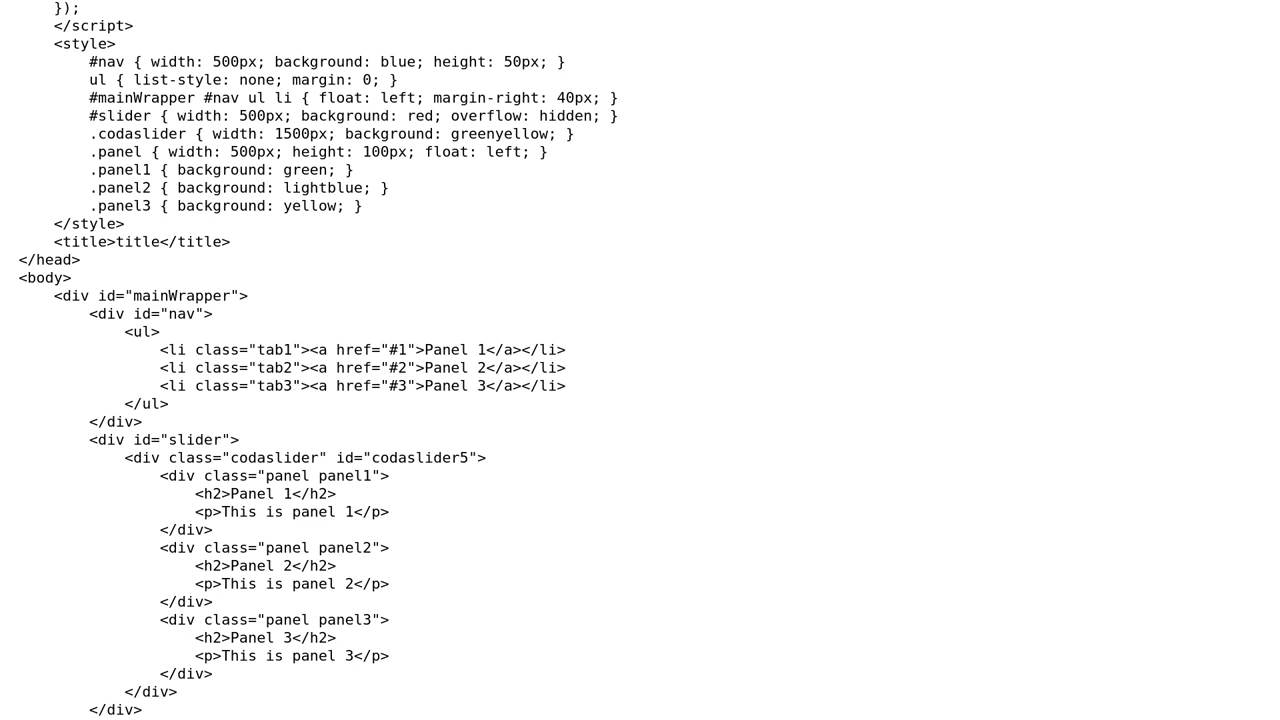 });
    </script>
    <style>
        #nav { width: 500px; background: blue; height: 50px; }
        ul { list-style: none; margin: 0; }
        #mainWrapper #nav ul li { float: left; margin-right: 40px; }
        #slider { width: 500px; background: red; overflow: hidden; }
        .codaslider { width: 1500px; background: greenyellow; }
        .panel { width: 500px; height: 100px; float: left; }
        .panel1 { background: green; }
        .panel2 { background: lightblue; }
        .panel3 { background: yellow; }
    </style>
    <title>title</title>
</head>
<body>
    <div id="mainWrapper">
        <div id="nav">
            <ul>
                <li class="tab1"><a href="#1">Panel 1</a></li>
                <li class="tab2"><a href="#2">Panel 2</a></li>
                <li class="tab3"><a href="#3">Panel 3</a></li>
            </ul>
        </div>
        <div id="slider">
            <div class="codaslider" id="codaslider5">
                <div class="panel panel1">
                    <h2>Panel 1</h2>
                    <p>This is panel 1</p>
                </div>
                <div class="panel panel2">
                    <h2>Panel 2</h2>
                    <p>This is panel 2</p>
                </div>
                <div class="panel panel3">
                    <h2>Panel 3</h2>
                    <p>This is panel 3</p>
                </div>
            </div>
        </div>